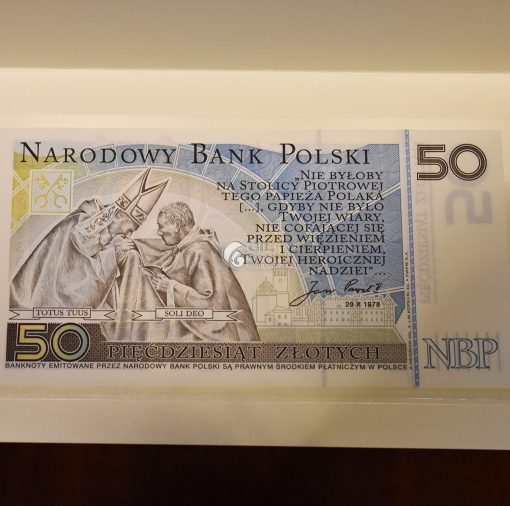 NARODOWY BANK POLSKI
50
„NIE BYŁOBY
NA STOLICY PIOTROWEJ
TEGO PAPIEŻA POLAKA
[...], GDYBY NIE BYŁO
TWOJEJ WIARY,
NIE COFAJĄCEJ SIĘ
PRZED WIĘZIENIEM
I CIERPIENIEM,
TWOJEJ HEROICZNEJ
NADZIEI”....
23 X 1978
TOTUS TUUS
SOLI DEO
50
PIĘĆDZIESIĄT ZŁOTYCH
NBP
BANKNOTY EMITOWANE PRZEZ NARODOWY BANK POLSKI SĄ PRAWNYM ŚRODKIEM PŁATNICZYM W POLSCE